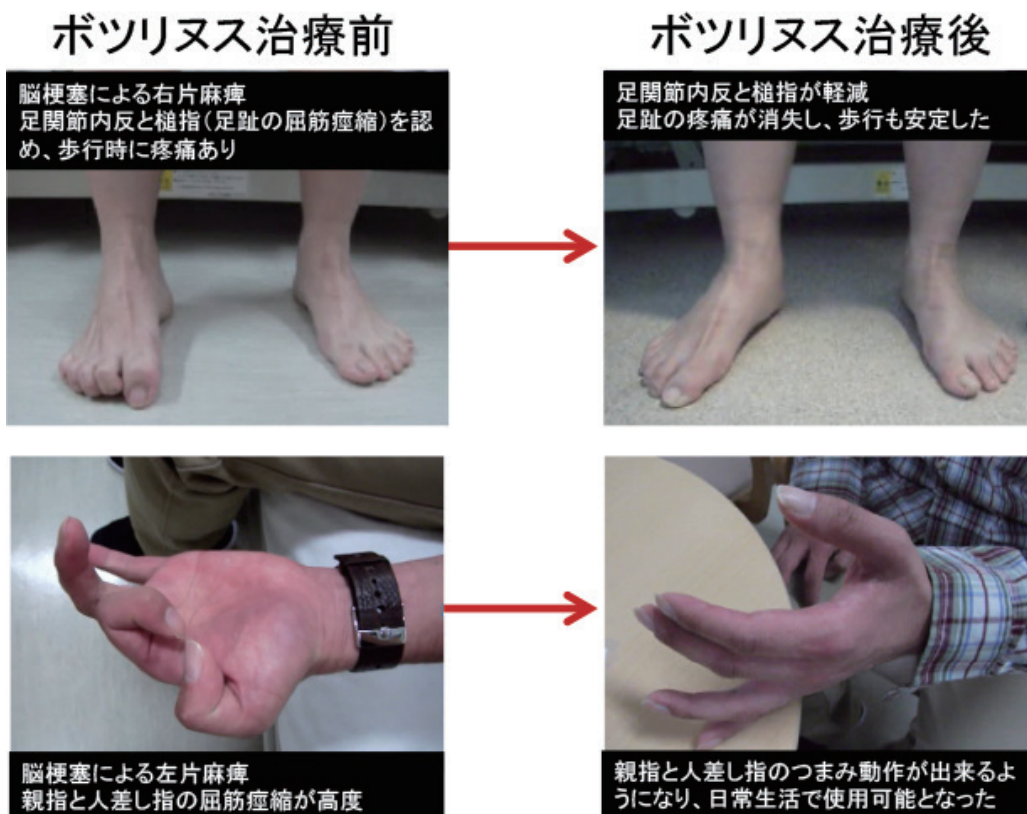 ボツリヌス治療前
ボツリヌス治療後
脳梗塞による右片麻痺
足関節内反と槌指（足趾の屈筋痙縮）を認
め、歩行時に疼痛あり
足関節内反と槌指が軽減
足趾の疼痛が消失し、歩行も安定した
脳梗塞による左片麻痺
親指と人差し指の屈筋痙縮が高度
親指と人差し指のつまみ動作が出来るよ
うになり、日常生活で使用可能となった